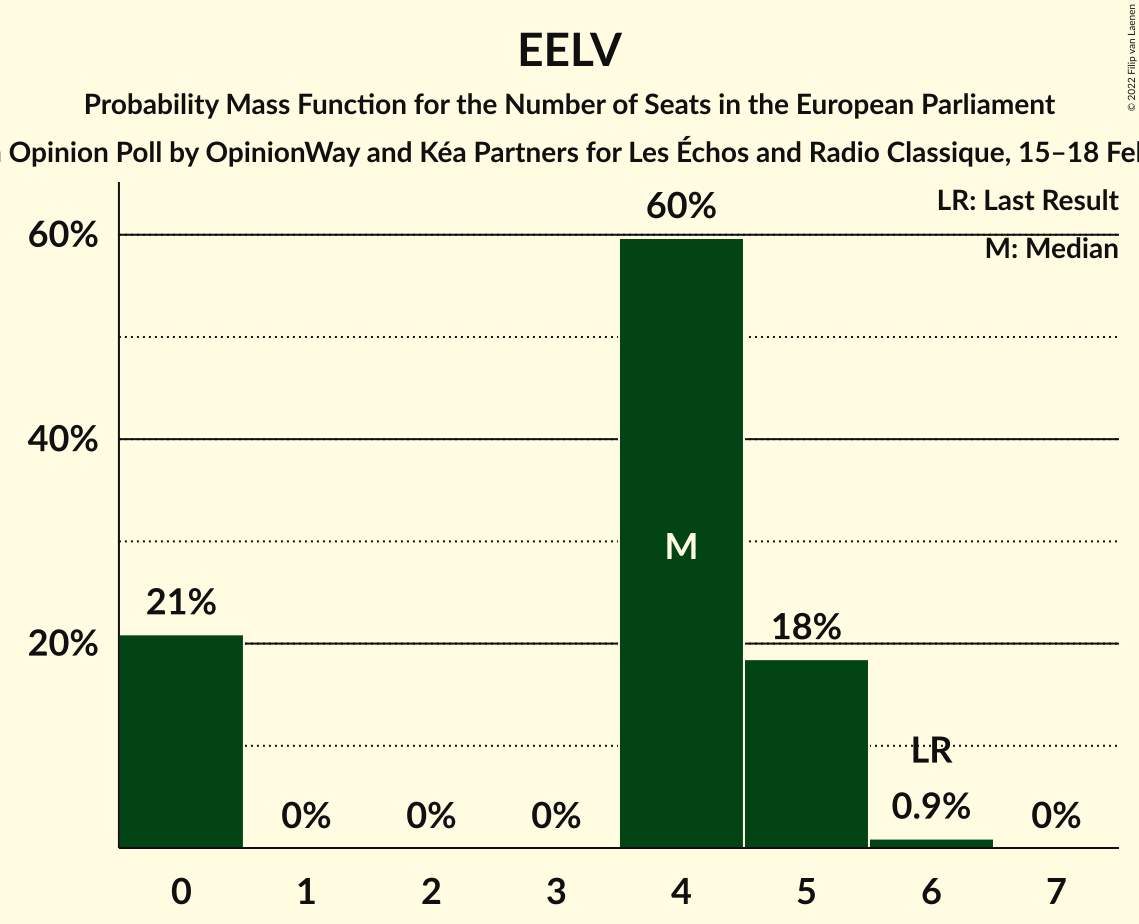 EELV
Probability Mass Function for the Number of Seats in the European Parliament
Opinion Poll by OpinionWay and Kéa Partners for Les Échos and Radio Classique, 15–18
© 2022 Filip van Laenen
LR: Last Result
M: Median
60%
40%
20%
21%
0%
0%
0%
60%
M
18%
LR
0.9%
0%
0
1
2
3
4
5
6
7